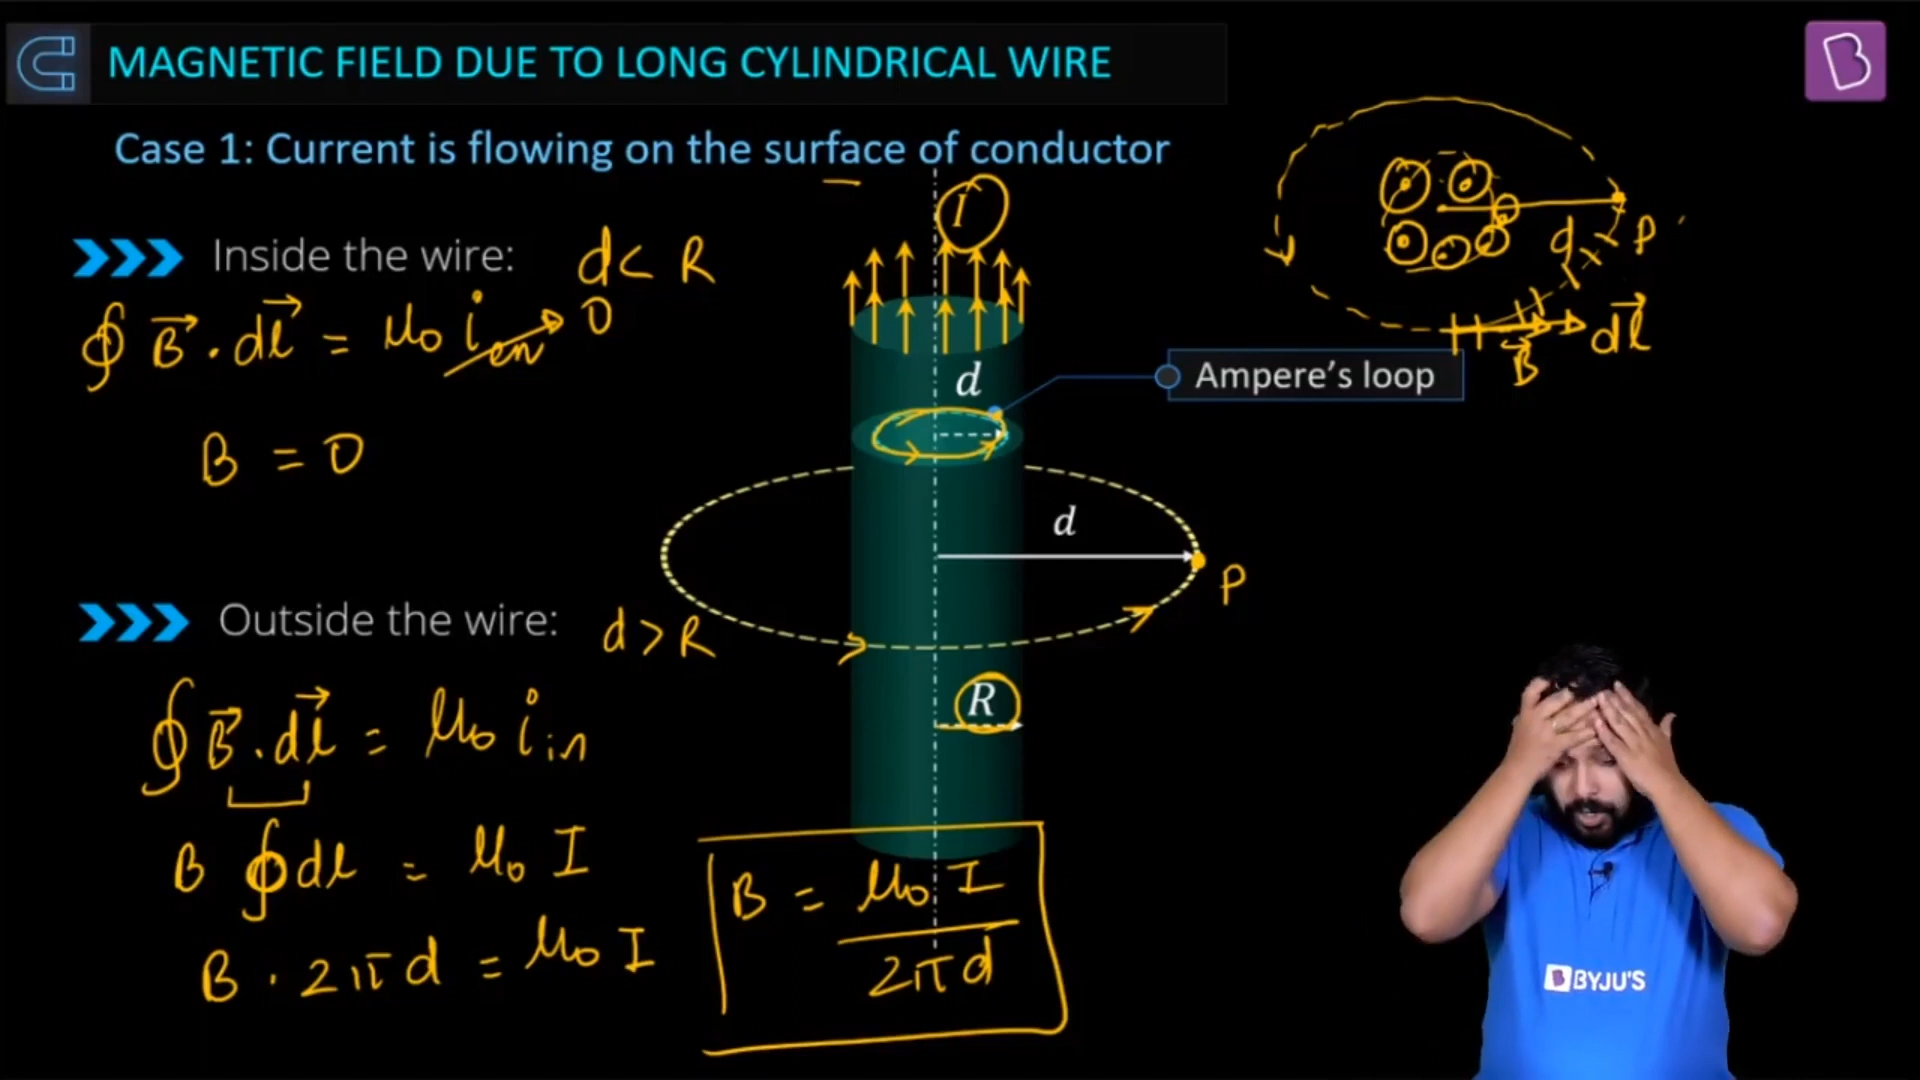 MAGNETIC FIELD DUE TO LONG CYLINDRICAL WIRE
Case 1: Current is flowing on the surface of conductor
Inside the wire: d < R
∮ B⃗ . dl⃗ = μ₀ i_en → 0
B = 0
Outside the wire: d > R
∮ B⃗ . dl⃗ = μ₀ i_in
B ∮ dl = μ₀ I
B . 2πd = μ₀ I
B = μ₀ I / 2πd
I
d
Ampere's loop
d
P
R
d
P
dl⃗
B⃗
BYJU'S